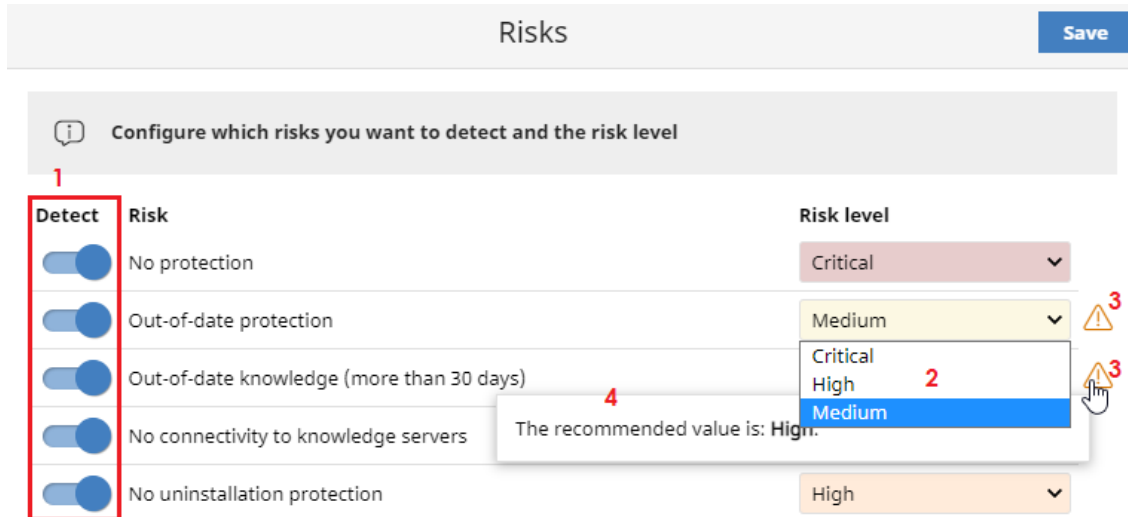 Risks
Save
Configure which risks you want to detect and the risk level
1
Detect Risk Risk level
No protection Critical
Out-of-date protection Medium 3
Critical
Out-of-date knowledge (more than 30 days) High 2 3
4 Medium
No connectivity to knowledge servers The recommended value is: High.
No uninstallation protection High